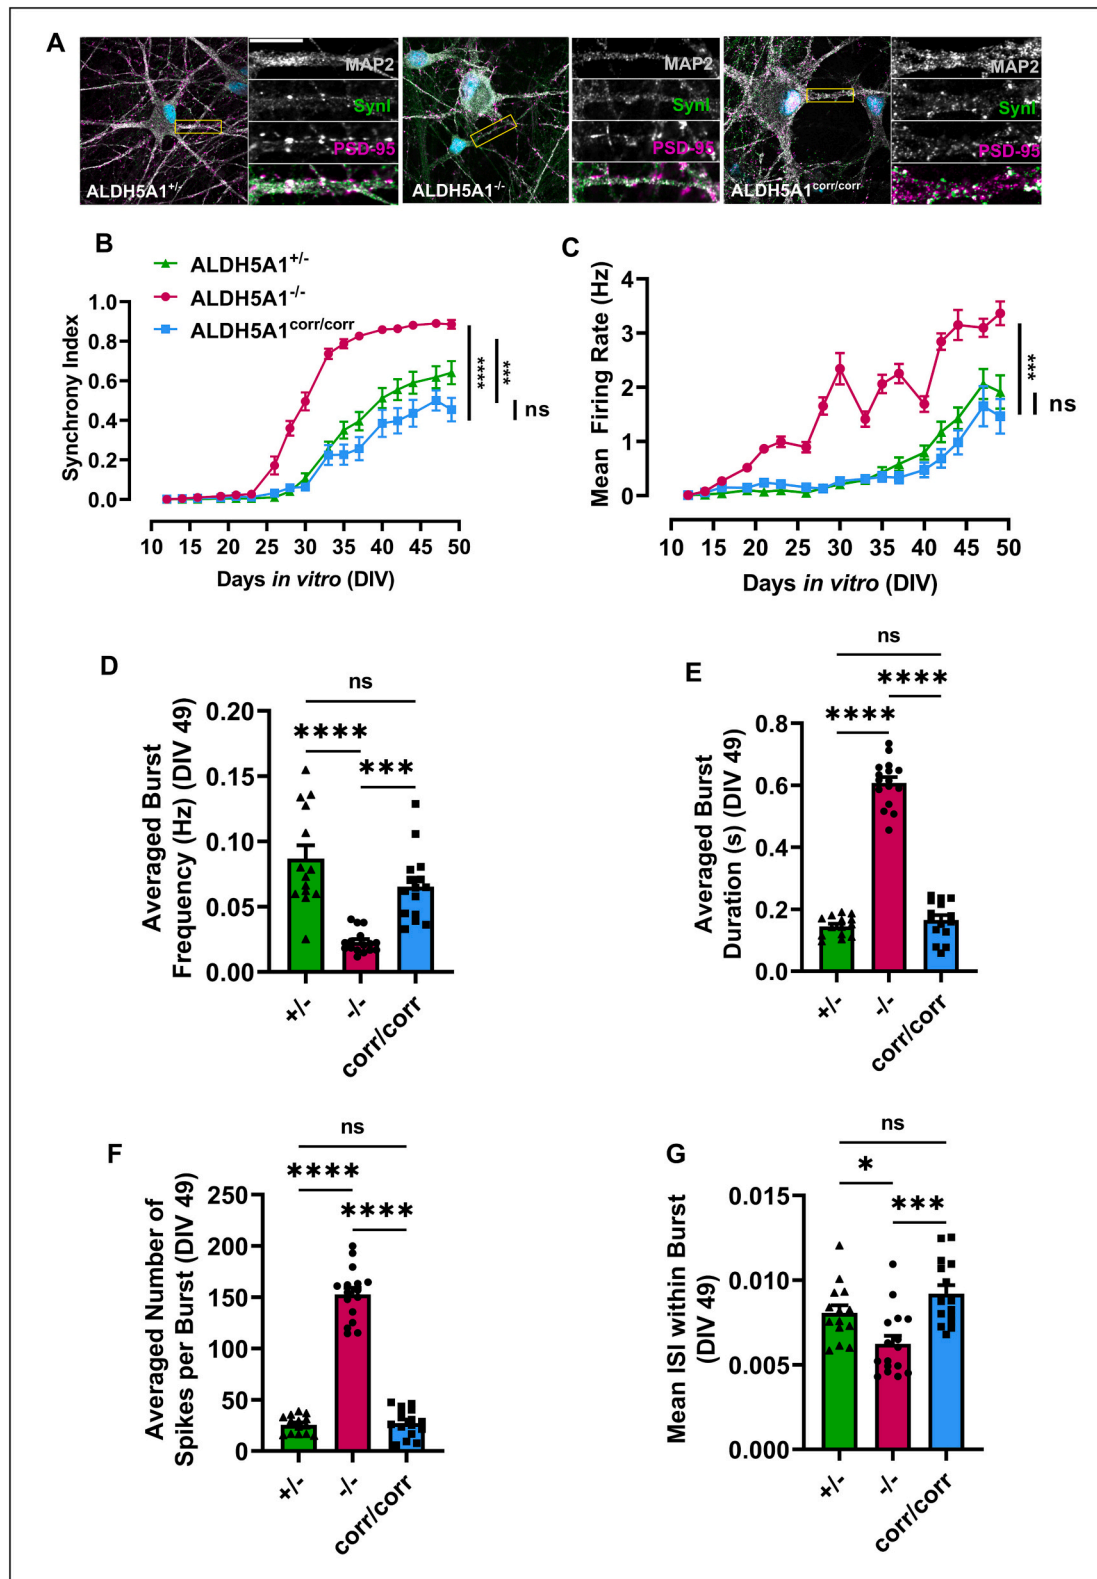 A
MAP2
SynI
PSD-95
ALDH5A1+/-
MAP2
SynI
PSD-95
ALDH5A1-/-
MAP2
SynI
PSD-95
ALDH5A1corr/corr
B
ALDH5A1+/-
ALDH5A1-/-
ALDH5A1corr/corr
Synchrony Index
1.0
0.8
0.6
0.4
0.2
0.0
10 15 20 25 30 35 40 45 50
Days in vitro (DIV)
****
***
ns
C
Mean Firing Rate (Hz)
4
3
2
1
0
10 15 20 25 30 35 40 45 50
Days in vitro (DIV)
***
ns
D
Averaged Burst
Frequency (Hz) (DIV 49)
0.20
0.15
0.10
0.05
0.00
ns
****
***
+/-
-/-
corr/corr
E
Averaged Burst
Duration (s) (DIV 49)
0.8
0.6
0.4
0.2
0.0
ns
****
****
+/-
-/-
corr/corr
F
Averaged Number of
Spikes per Burst (DIV 49)
250
200
150
100
50
0
ns
****
****
+/-
-/-
corr/corr
G
Mean ISI within Burst
(DIV 49)
0.015
0.010
0.005
0.000
ns
*
***
+/-
-/-
corr/corr